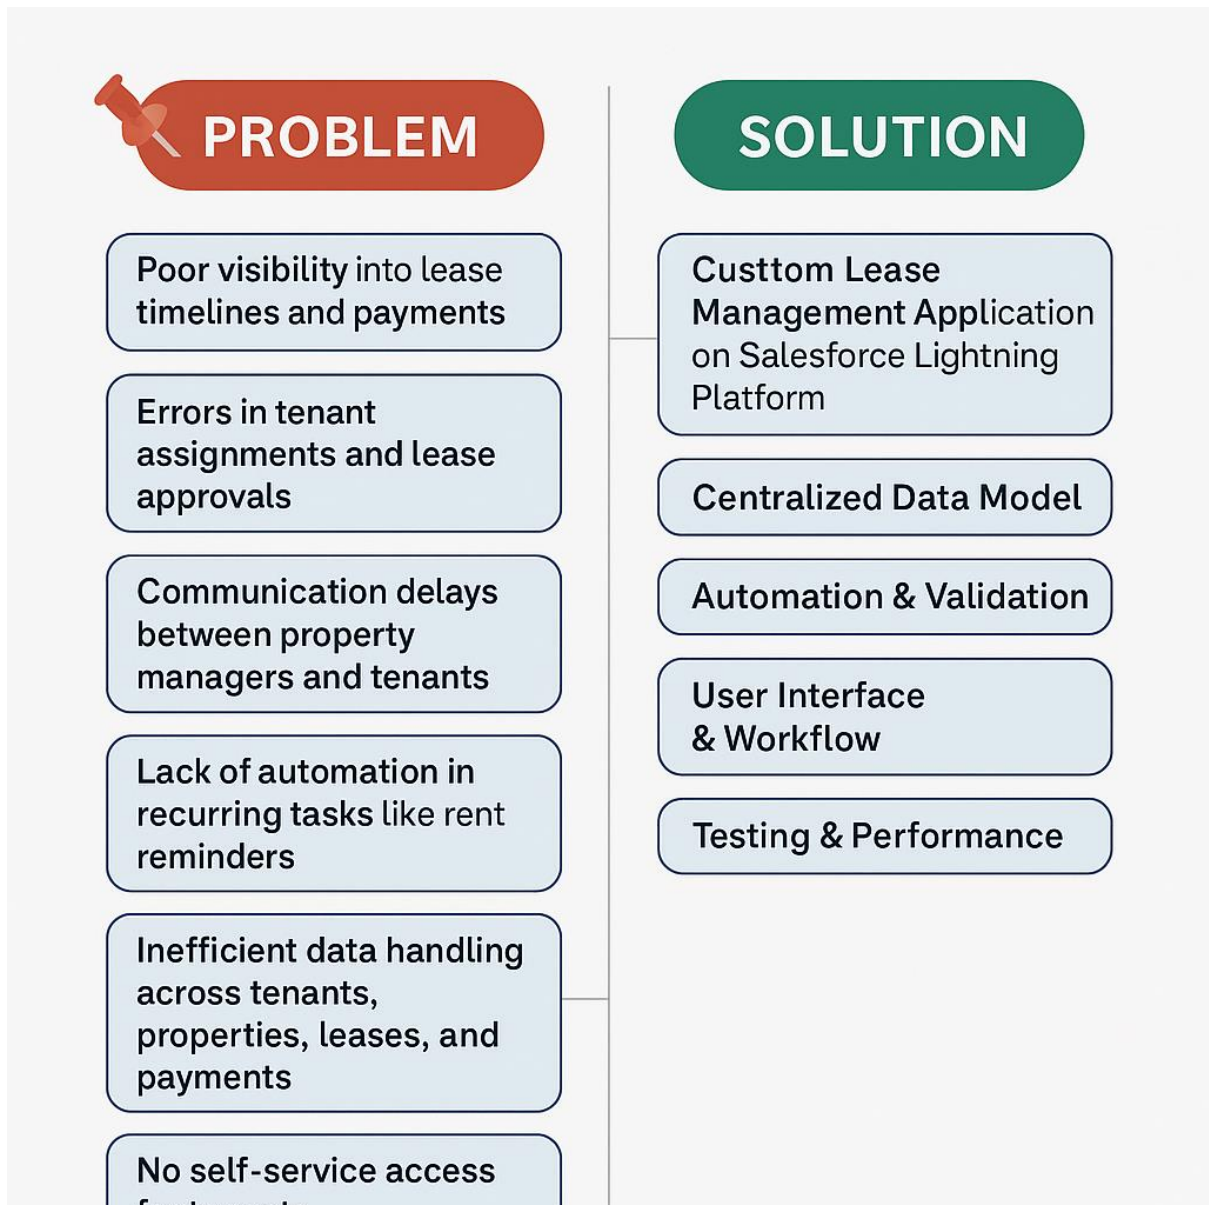 PROBLEM
Poor visibility into lease
timelines and payments
Errors in tenant
assignments and lease
approvals
Communication delays
between property
managers and tenants
Lack of automation in
recurring tasks like rent
reminders
Inefficient data handling
across tenants,
properties, leases, and
payments
No self-service access
SOLUTION
Custtom Lease
Management Application
on Salesforce Lightning
Platform
Centralized Data Model
Automation & Validation
User Interface
& Workflow
Testing & Performance